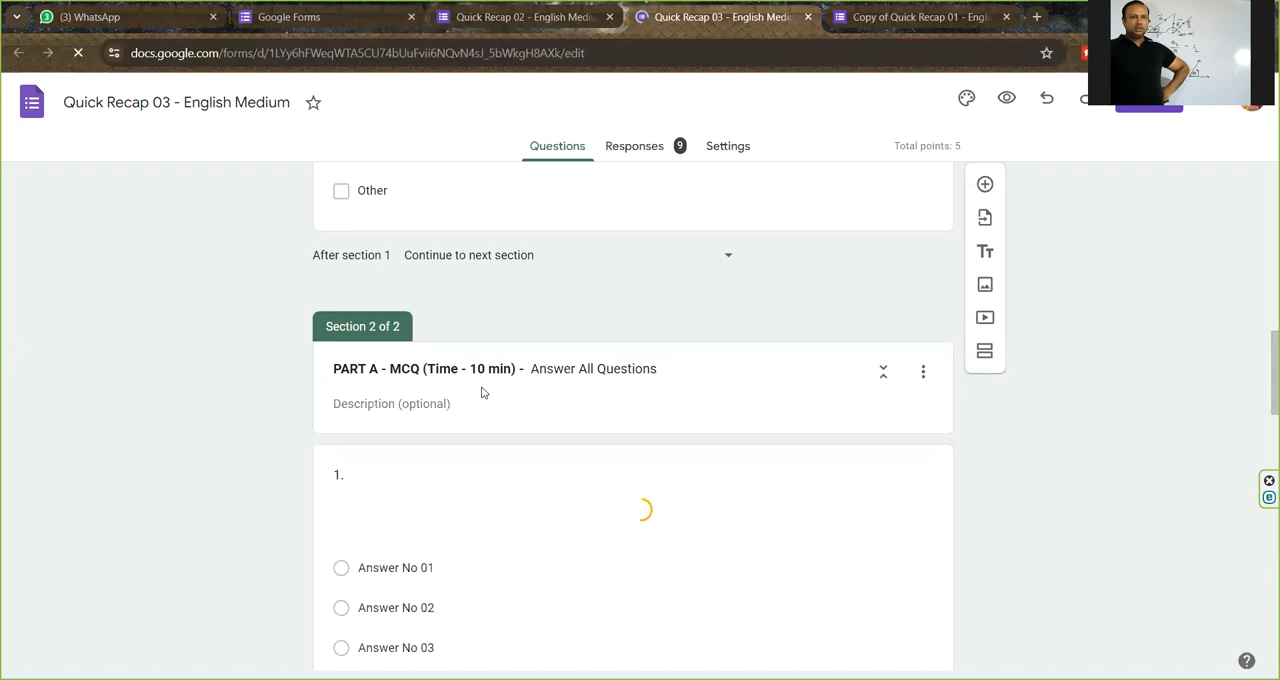 (3) WhatsApp
Google Forms
Quick Recap 02 - English Medi
Quick Recap 03 - English Medi
Copy of Quick Recap 01 - Engl
docs.google.com/forms/d/1LYy6hFWeqWTA5CU74bUuFvii6NQvN4sJ_5bWkgH8AXk/edit
Quick Recap 03 - English Medium
Questions
Responses 9
Settings
Total points: 5
Other
After section 1 Continue to next section
Section 2 of 2
PART A - MCQ (Time - 10 min) - Answer All Questions
Description (optional)
1.
Answer No 01
Answer No 02
Answer No 03